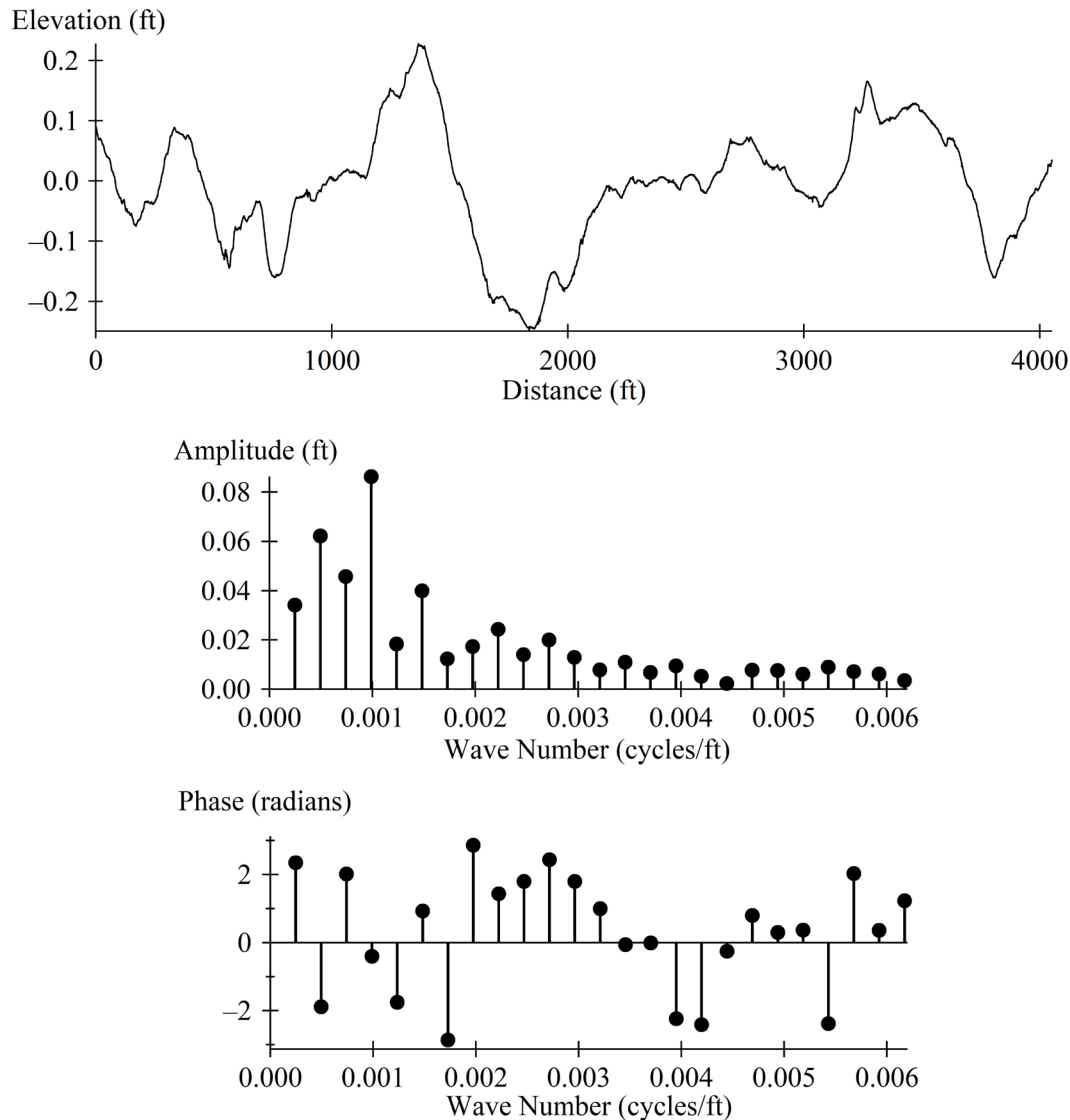 Elevation (ft)
0.2
0.1
0.0
–0.1
–0.2
0 1000 2000 3000 4000
Distance (ft)
Amplitude (ft)
0.08
0.06
0.04
0.02
0.00
0.000 0.001 0.002 0.003 0.004 0.005 0.006
Wave Number (cycles/ft)
Phase (radians)
2
0
–2
0.000 0.001 0.002 0.003 0.004 0.005 0.006
Wave Number (cycles/ft)